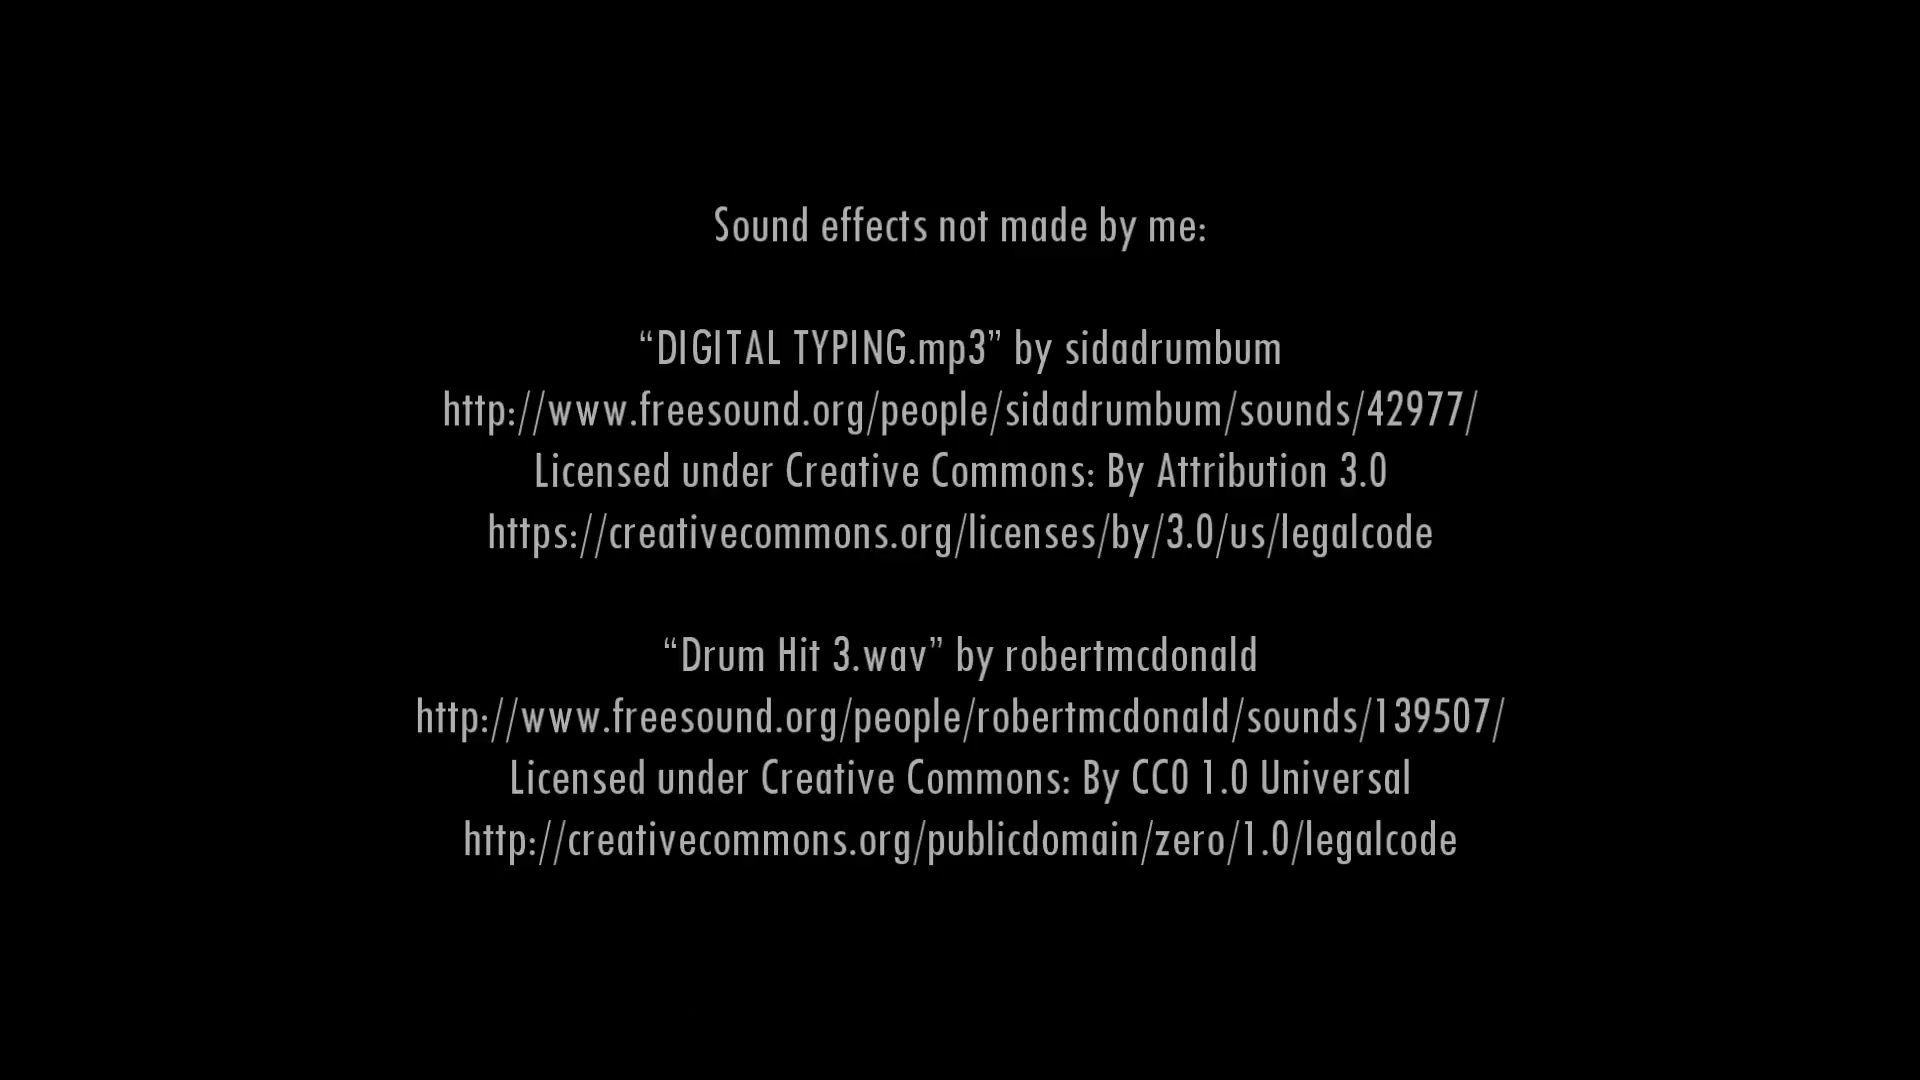 Sound effects not made by me:
“DIGITAL TYPING.mp3” by sidadrumbum
http://www.freesound.org/people/sidadrumbum/sounds/42977/
Licensed under Creative Commons: By Attribution 3.0
https://creativecommons.org/licenses/by/3.0/us/legalcode
“Drum Hit 3.wav” by robertmcdonald
http://www.freesound.org/people/robertmcdonald/sounds/139507/
Licensed under Creative Commons: By CC0 1.0 Universal
http://creativecommons.org/publicdomain/zero/1.0/legalcode